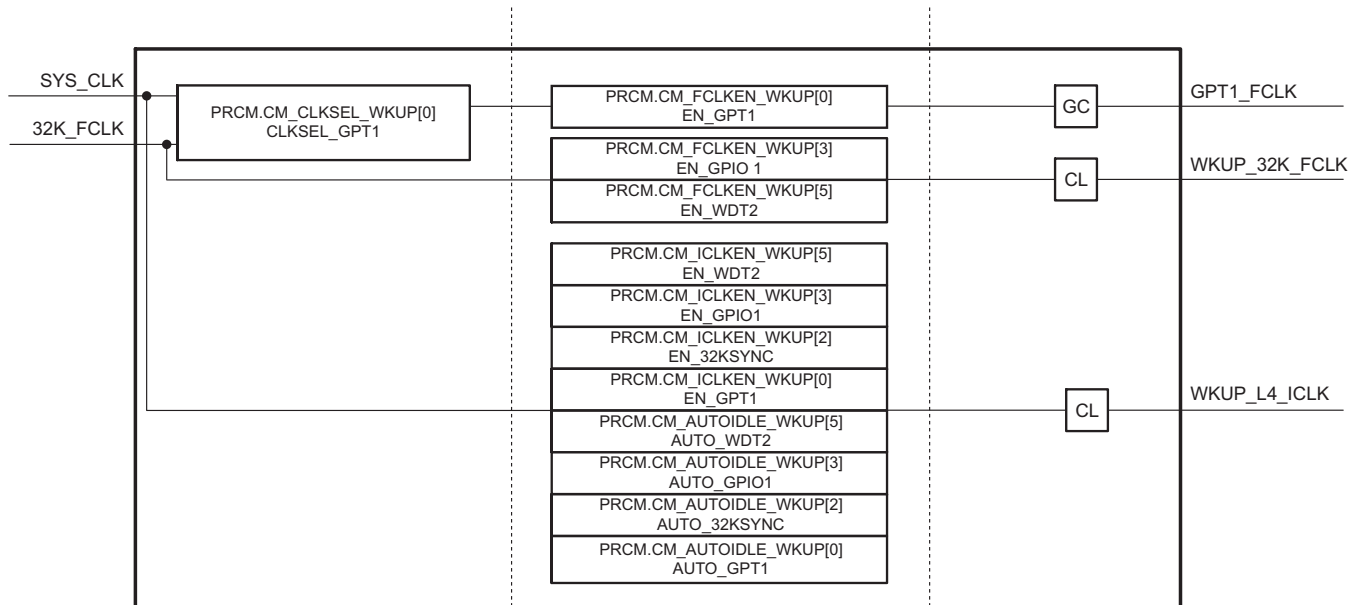 SYS_CLK
32K_FCLK
PRCM.CM_CLKSEL_WKUP[0]
CLKSEL_GPT1
PRCM.CM_FCLKEN_WKUP[0]
EN_GPT1
GC
GPT1_FCLK
PRCM.CM_FCLKEN_WKUP[3]
EN_GPIO 1
PRCM.CM_FCLKEN_WKUP[5]
EN_WDT2
CL
WKUP_32K_FCLK
PRCM.CM_ICLKEN_WKUP[5]
EN_WDT2
PRCM.CM_ICLKEN_WKUP[3]
EN_GPIO1
PRCM.CM_ICLKEN_WKUP[2]
EN_32KSYNC
PRCM.CM_ICLKEN_WKUP[0]
EN_GPT1
PRCM.CM_AUTOIDLE_WKUP[5]
AUTO_WDT2
PRCM.CM_AUTOIDLE_WKUP[3]
AUTO_GPIO1
PRCM.CM_AUTOIDLE_WKUP[2]
AUTO_32KSYNC
PRCM.CM_AUTOIDLE_WKUP[0]
AUTO_GPT1
CL
WKUP_L4_ICLK